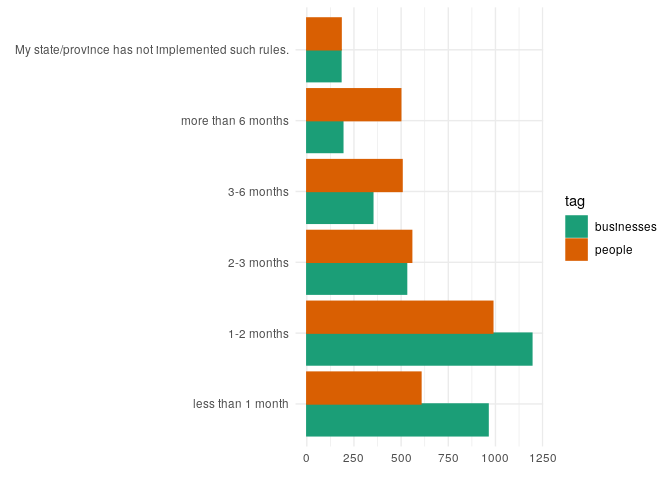 My state/province has not implemented such rules.
more than 6 months
3-6 months
2-3 months
1-2 months
less than 1 month
0 250 500 750 1000 1250
tag
businesses
people